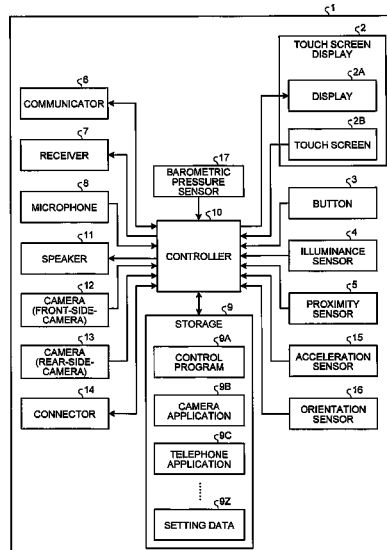 1
2
TOUCH SCREEN
DISPLAY
2A
DISPLAY
2B
TOUCH SCREEN
6
COMMUNICATOR
7
RECEIVER
8
MICROPHONE
11
SPEAKER
12
CAMERA
(FRONT-SIDE-
CAMERA)
13
CAMERA
(REAR-SIDE-
CAMERA)
14
CONNECTOR
17
BAROMETRIC
PRESSURE
SENSOR
10
CONTROLLER
9
STORAGE
9A
CONTROL
PROGRAM
9B
CAMERA
APPLICATION
9C
TELEPHONE
APPLICATION
9Z
SETTING DATA
3
BUTTON
4
ILLUMINANCE
SENSOR
5
PROXIMITY
SENSOR
15
ACCELERATION
SENSOR
16
ORIENTATION
SENSOR